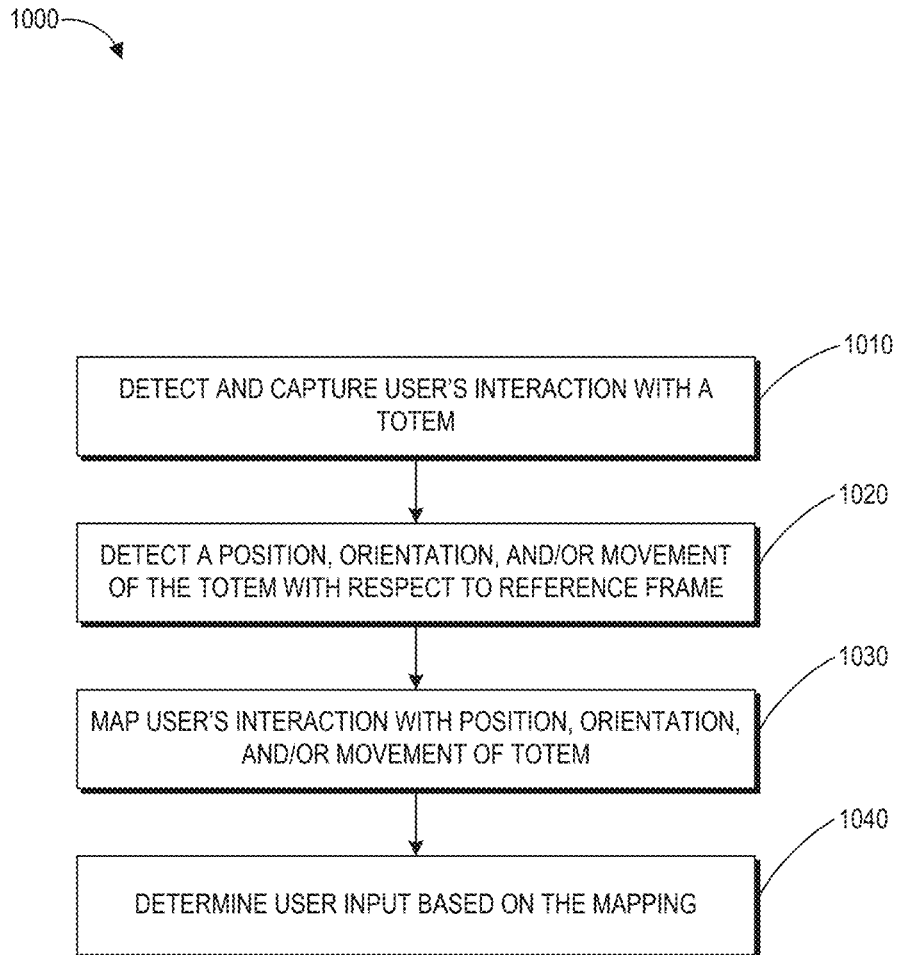 1000
1010
DETECT AND CAPTURE USER'S INTERACTION WITH A
TOTEM
1020
DETECT A POSITION, ORIENTATION, AND/OR MOVEMENT
OF THE TOTEM WITH RESPECT TO REFERENCE FRAME
1030
MAP USER'S INTERACTION WITH POSITION, ORIENTATION,
AND/OR MOVEMENT OF TOTEM
1040
DETERMINE USER INPUT BASED ON THE MAPPING